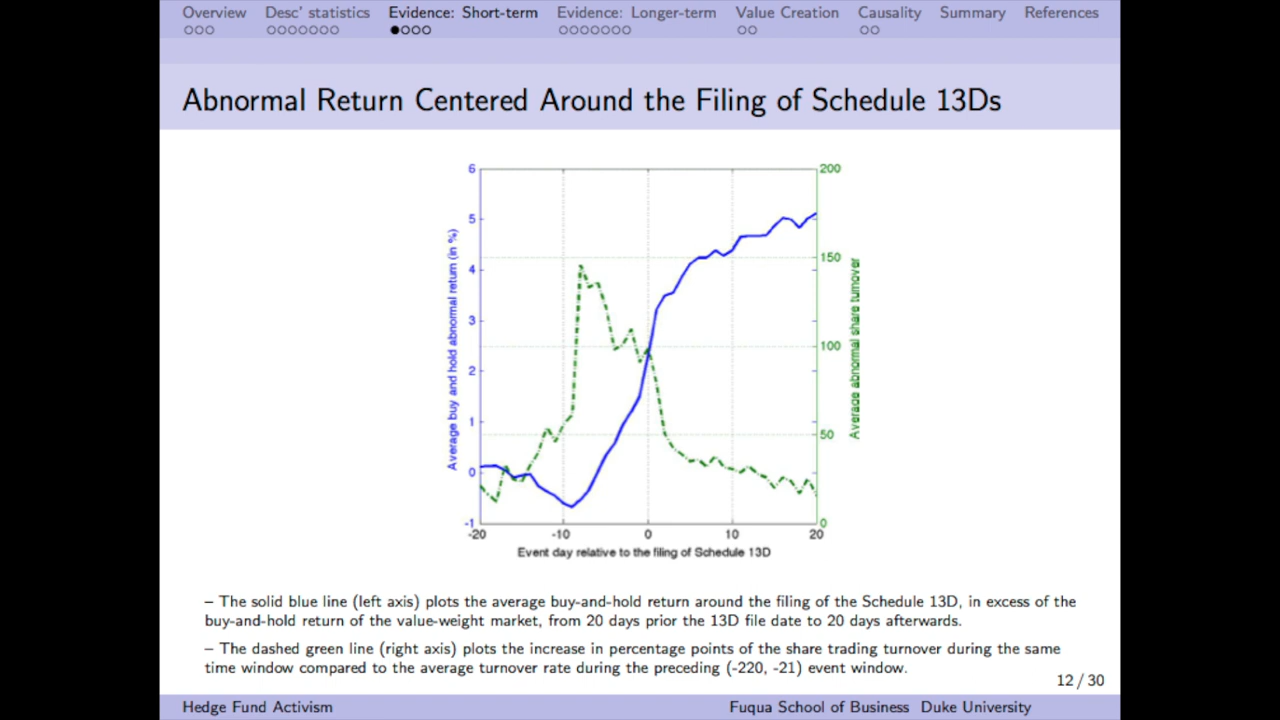 Overview Desc' statistics Evidence: Short-term Evidence: Longer-term Value Creation Causality Summary References
Abnormal Return Centered Around the Filing of Schedule 13Ds
6
5
4
3
2
1
0
-1
Average buy and hold abnormal return (in %)
200
150
100
50
0
Average abnormal share turnover
-20 -10 0 10 20
Event day relative to the filing of Schedule 13D
– The solid blue line (left axis) plots the average buy-and-hold return around the filing of the Schedule 13D, in excess of the
buy-and-hold return of the value-weight market, from 20 days prior the 13D file date to 20 days afterwards.
– The dashed green line (right axis) plots the increase in percentage points of the share trading turnover during the same
time window compared to the average turnover rate during the preceding (-220, -21) event window.
12 / 30
Hedge Fund Activism Fuqua School of Business Duke University